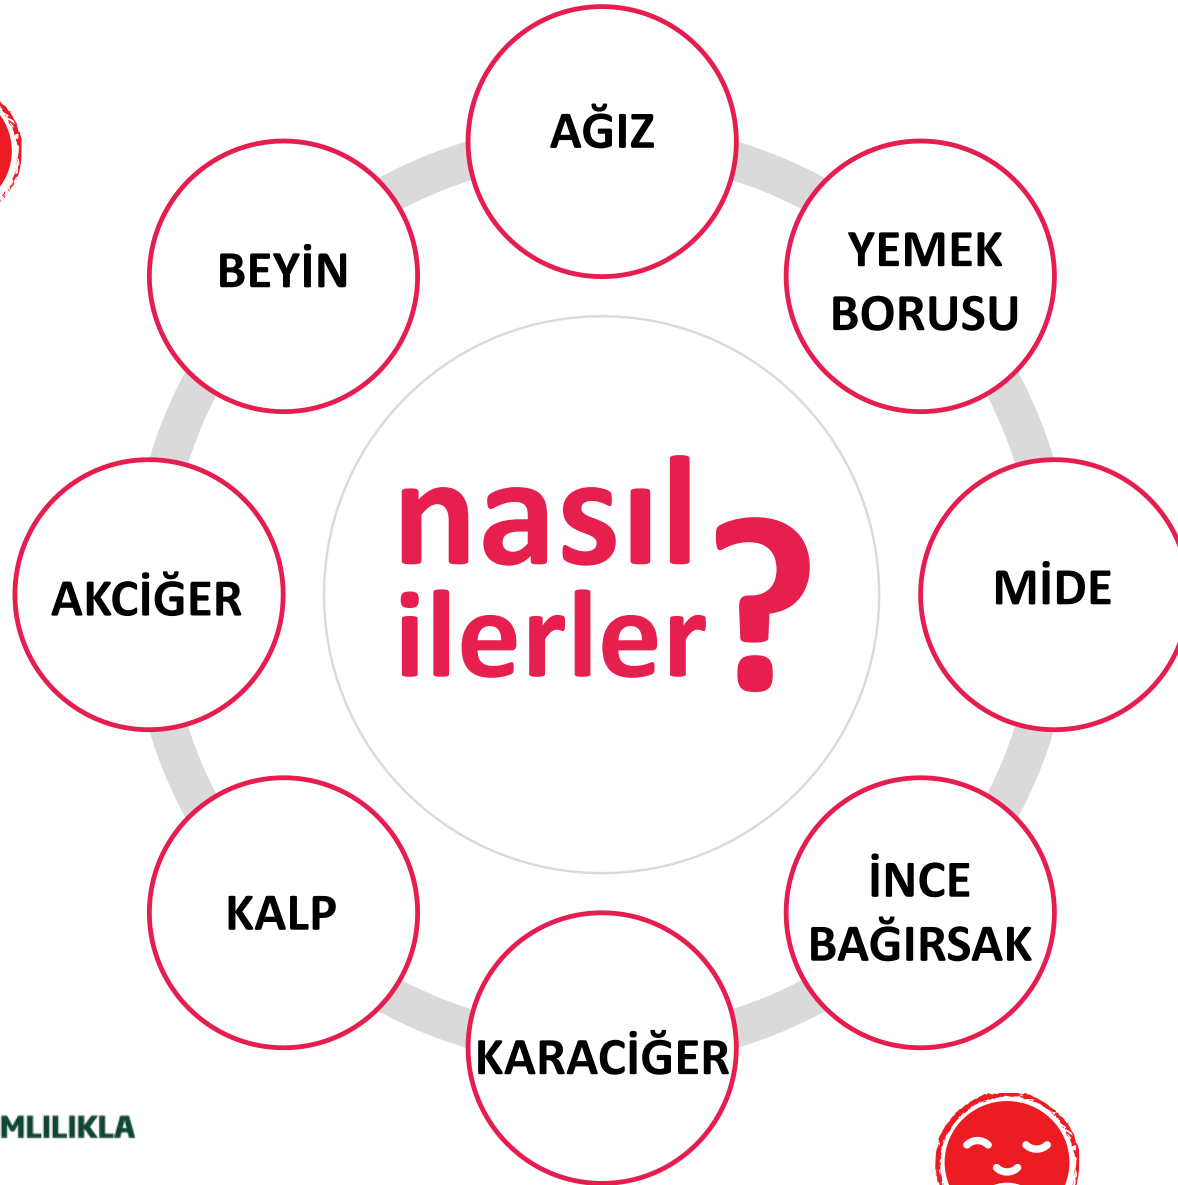 AĞIZ
YEMEK
BORUSU
MİDE
İNCE
BAĞIRSAK
KARACİĞER
KALP
AKCİĞER
BEYİN
nasıl
ilerler?
MLILIKLA